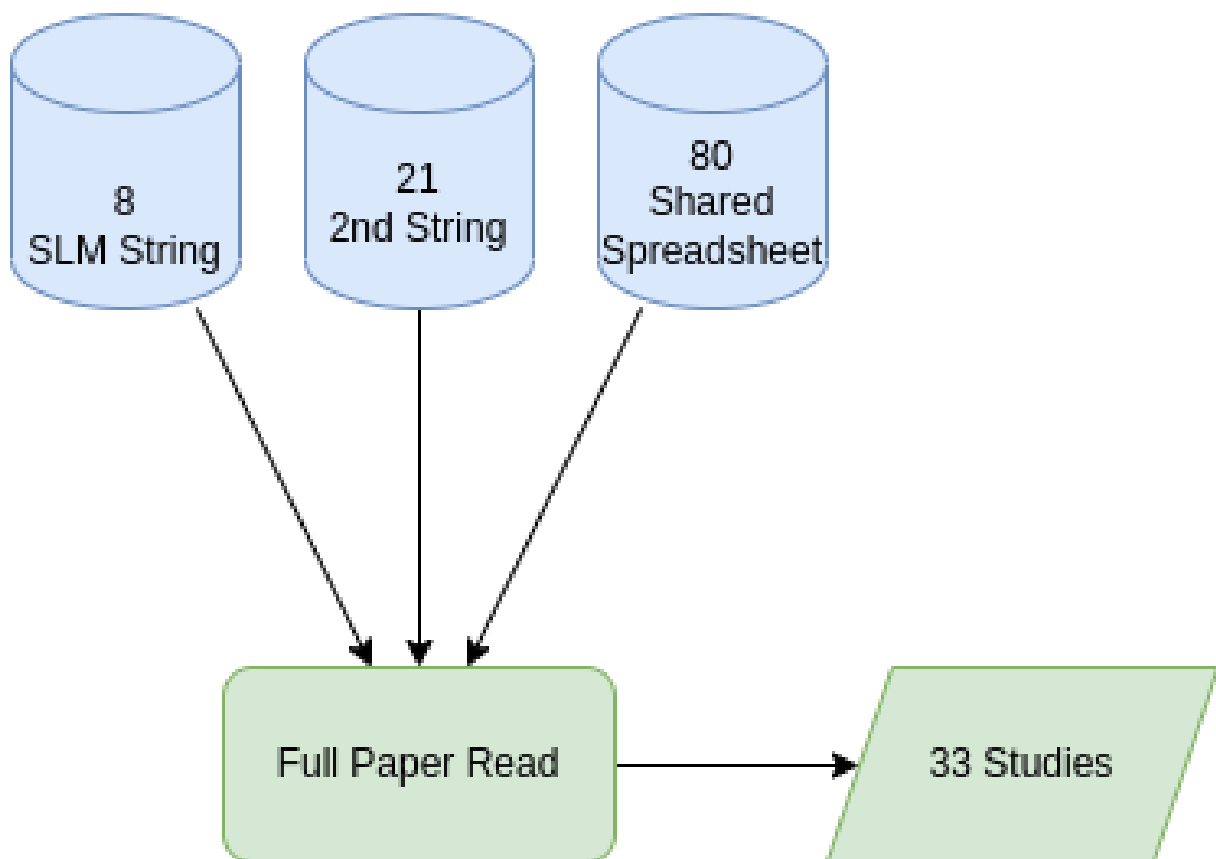 8
SLM String
21
2nd String
80
Shared
Spreadsheet
Full Paper Read
33 Studies